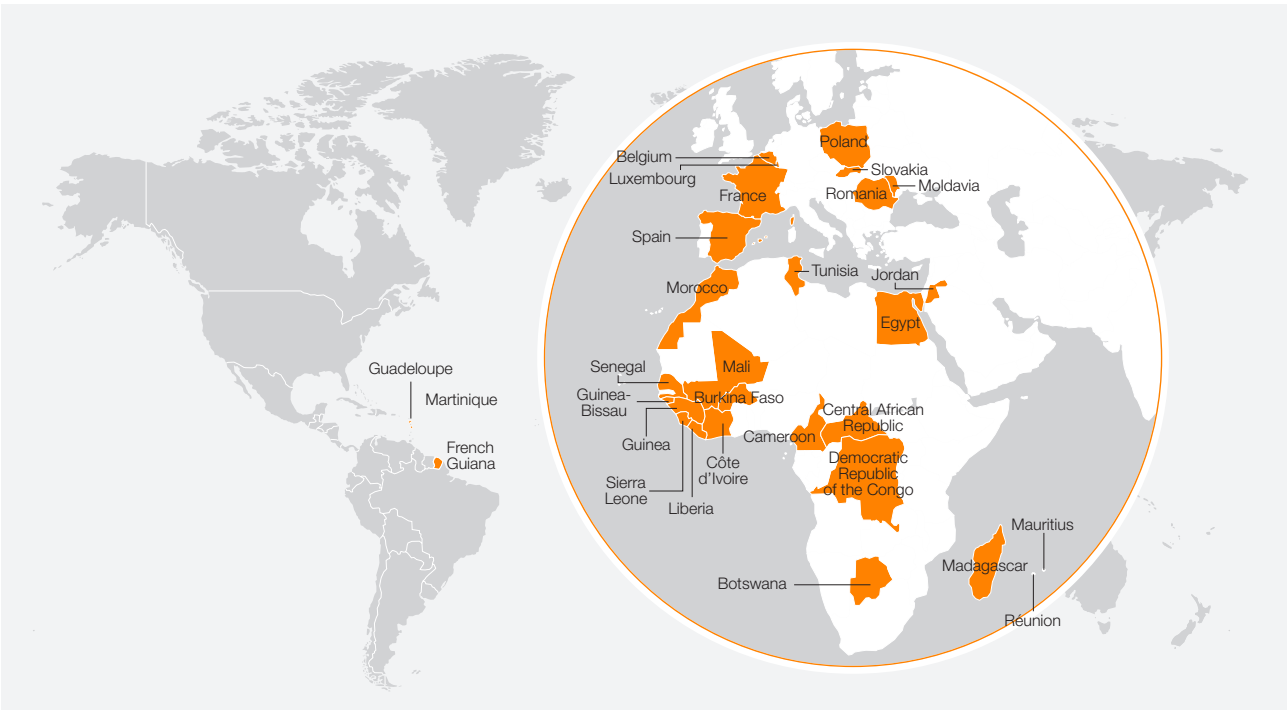 Guadeloupe
Martinique
French
Guiana
Belgium
Luxembourg
France
Spain
Poland
Slovakia
Romania
Moldavia
Morocco
Tunisia
Jordan
Egypt
Senegal
Guinea-
Bissau
Guinea
Sierra
Leone
Liberia
Côte
d'Ivoire
Mali
Burkina Faso
Cameroon
Central African
Republic
Democratic
Republic
of the Congo
Botswana
Madagascar
Mauritius
Réunion